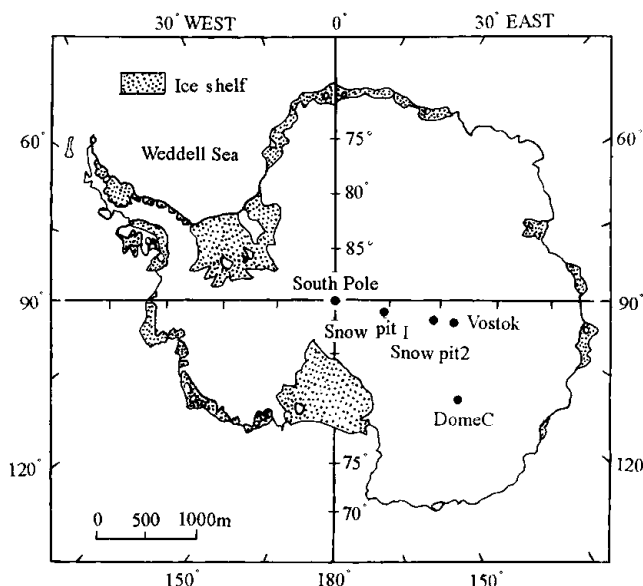 30° WEST 0° 30° EAST
Ice shelf
60° 75° 60°
Weddell Sea
80°
85°
South Pole
90° 90°
Snow pit 1 Vostok
Snow pit2
DomeC
120° 75° 120°
0 500 1000m 70°
150° 180° 150°